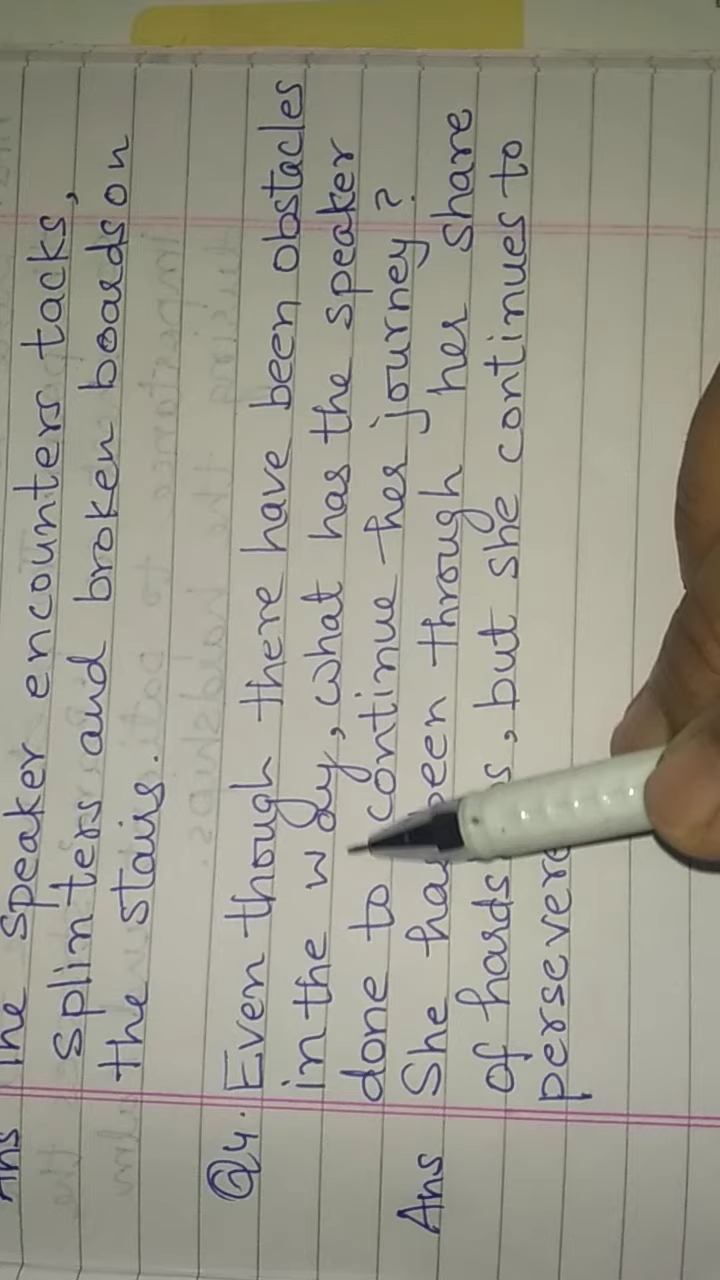 Ans The speaker encounters tacks,
splinters and broken boards on
the stairs.
Q4. Even though there have been obstacles
in the way, what has the speaker
done to continue her journey?
Ans She has been through her share
of hards, but she continues to
persevere